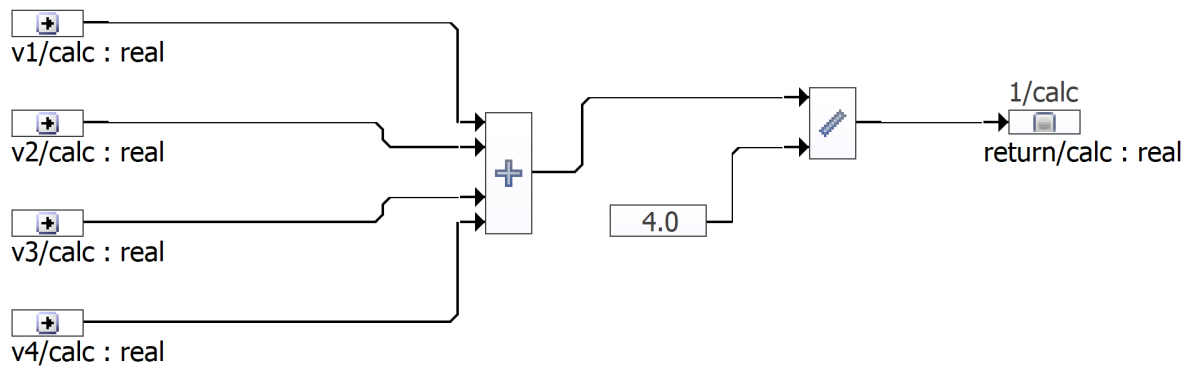 v1/calc : real
v2/calc : real
v3/calc : real
v4/calc : real
4.0
1/calc
return/calc : real